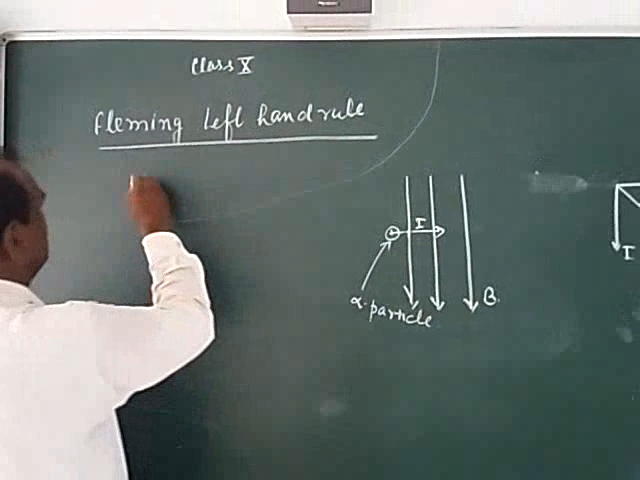 Class X
Fleming Left hand rule
I
α-particle
B
I